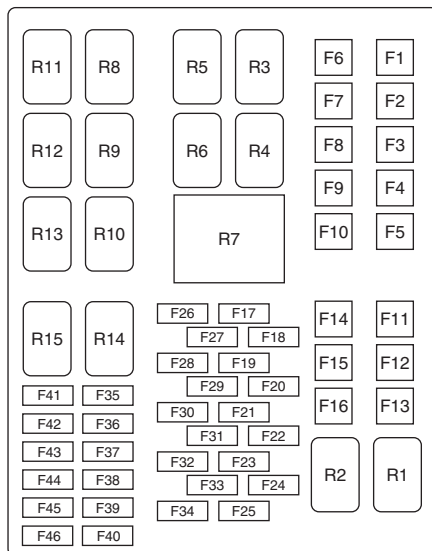 R11 R8 R5 R3 F6 F1
F7 F2
R12 R9 R6 R4 F8 F3
F9 F4
R13 R10 R7 F10 F5
F26 F17
R15 R14 F27 F18 F14 F11
F28 F19 F15 F12
F41 F35 F29 F20
F42 F36 F30 F21 F16 F13
F43 F37 F31 F22
F44 F38 F32 F23 R2 R1
F45 F39 F33 F24
F46 F40 F34 F25